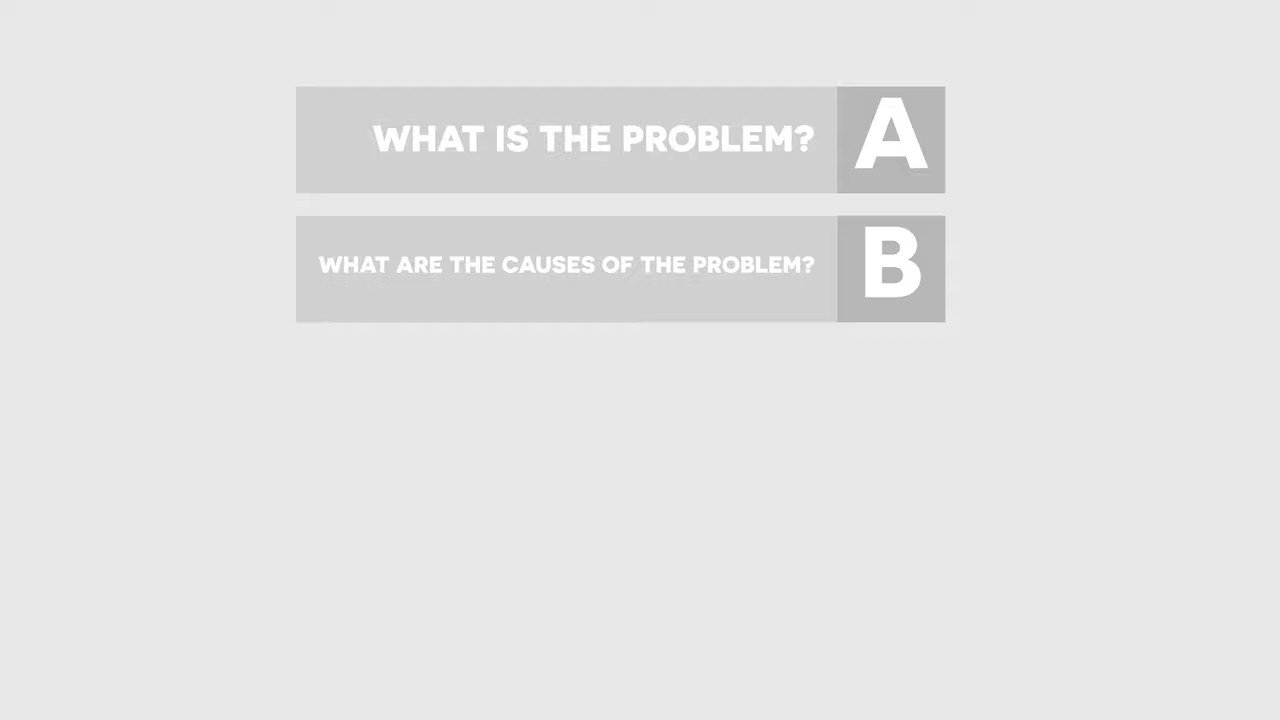 WHAT IS THE PROBLEM? A
WHAT ARE THE CAUSES OF THE PROBLEM? B